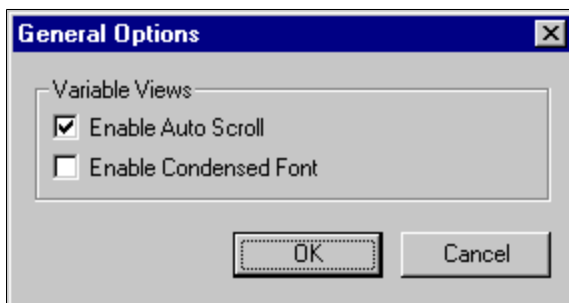 General Options
Variable Views
Enable Auto Scroll
Enable Condensed Font
OK Cancel